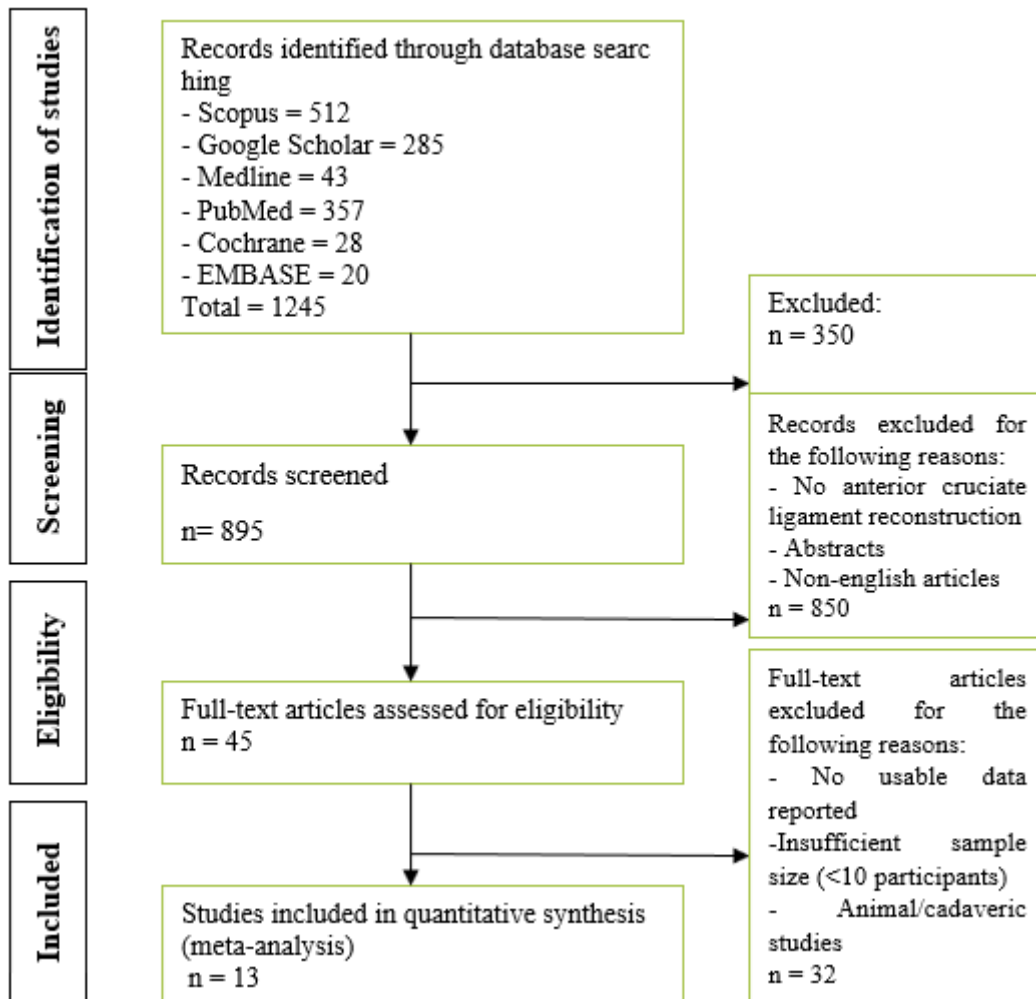 Identification of studies
Records identified through database searc
hing
- Scopus = 512
- Google Scholar = 285
- Medline = 43
- PubMed = 357
- Cochrane = 28
- EMBASE = 20
Total = 1245
Excluded:
n = 350
Screening
Records screened
n= 895
Records excluded for
the following reasons:
- No anterior cruciate
ligament reconstruction
- Abstracts
- Non-english articles
n = 850
Eligibility
Full-text articles assessed for eligibility
n = 45
Full-text articles
excluded for the
following reasons:
- No usable data
reported
-Insufficient sample
size (<10 participants)
- Animal/cadaveric
studies
n = 32
Included
Studies included in quantitative synthesis
(meta-analysis)
n = 13